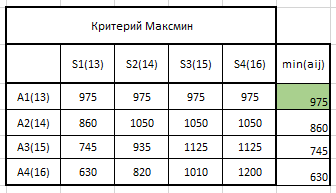 Критерий Максмин
S1(13) S2(14) S3(15) S4(16) min(aij)
A1(13) 975 975 975 975 975
A2(14) 860 1050 1050 1050 860
A3(15) 745 935 1125 1125 745
A4(16) 630 820 1010 1200 630